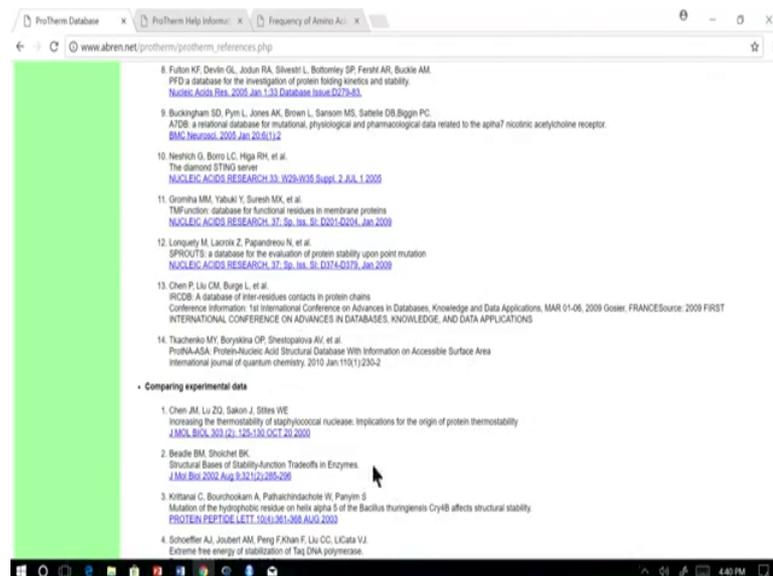 ProTherm Database
ProTherm Help Informat
Frequency of Amino Aci
www.abren.net/protherm/protherm_references.php
8. Fulton KF, Devlin GL, Jodun RA, Silvestri L, Bottomley SP, Fersht AR, Buckle AM.
PFD a database for the investigation of protein folding kinetics and stability.
Nucleic Acids Res. 2005 Jan 1;33 Database Issue:D279-83.
9. Buckingham SD, Pym L, Jones AK, Brown L, Sansom MS, Sattelle DB, Biggin PC.
A7DB: a relational database for mutational, physiological and pharmacological data related to the aplha7 nicotinic acetylcholine receptor.
BMC Neurosci. 2005 Jan 20;6(1):2
10. Neshich G, Borro LC, Higa RH, et al.
The diamond STING server
NUCLEIC ACIDS RESEARCH 33: W29-W35 Suppl. 2 JUL 1 2005
11. Gromiha MM, Yabuki Y, Suresh MX, et al.
TMFunction: database for functional residues in membrane proteins
NUCLEIC ACIDS RESEARCH, 37: Sp. Iss. SI: D201-D204, Jan 2009
12. Lonquety M, Lacroix Z, Papandreou N, et al.
SPROUTS: a database for the evaluation of protein stability upon point mutation
NUCLEIC ACIDS RESEARCH, 37: Sp. Iss. SI: D374-D379, Jan 2009
13. Chen P, Liu CM, Burge L, et al.
IRCDB: A database of inter-residues contacts in protein chains
Conference Information: 1st International Conference on Advances in Databases, Knowledge and Data Applications, MAR 01-06, 2009 Gosier, FRANCESource: 2009 FIRST
INTERNATIONAL CONFERENCE ON ADVANCES IN DATABASES, KNOWLEDGE, AND DATA APPLICATIONS
14. Tkachenko MY, Boryskina OP, Shestopalova AV, et al.
ProtNA-ASA: Protein-Nucleic Acid Structural Database With Information on Accessible Surface Area
International journal of quantum chemistry. 2010 Jan:110(1):230-2
• Comparing experimental data
1. Chen JM, Lu ZQ, Sakon J, Stites WE
Increasing the thermostability of staphylococcal nuclease: Implications for the origin of protein thermostability
J MOL BIOL 303 (2): 125-130 OCT 20 2000
2. Beadle BM, Shoichet BK.
Structural Bases of Stability-function Tradeoffs in Enzymes.
J Mol Biol 2002 Aug 9;321(2):285-296
3. Krittanai C, Bourchookarn A, Pathaichindachote W, Panyim S
Mutation of the hydrophobic residue on helix alpha 5 of the Bacillus thuringiensis Cry4B affects structural stability.
PROTEIN PEPTIDE LETT 10(4):361-368 AUG 2003
4. Schoeffler AJ, Joubert AM, Peng F, Khan F, Liu CC, LiCata VJ.
Extreme free energy of stabilization of Taq DNA polymerase.
4:40 PM